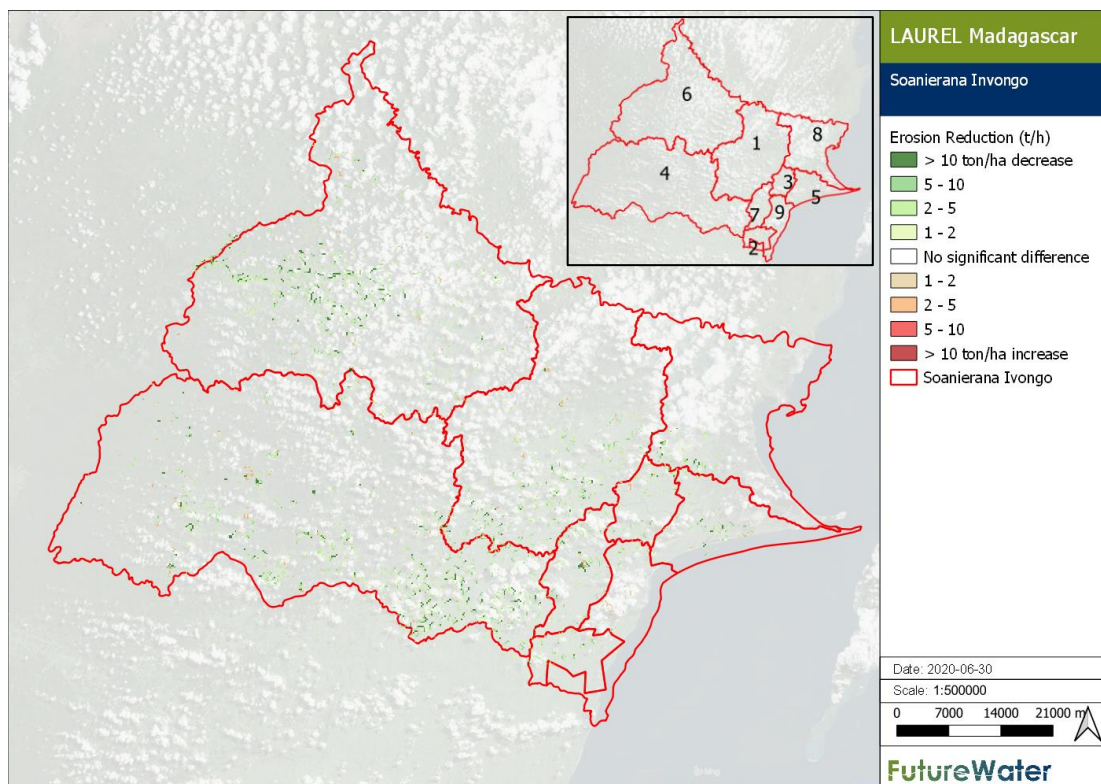 6
8
1
4
3
5
7
9
2
LAUREL Madagascar
Soanierana Invongo
Erosion Reduction (t/h)
> 10 ton/ha decrease
5 - 10
2 - 5
1 - 2
No significant difference
1 - 2
2 - 5
5 - 10
> 10 ton/ha increase
Soanierana Ivongo
Date: 2020-06-30
Scale: 1:500000
0 7000 14000 21000 m
FutureWater